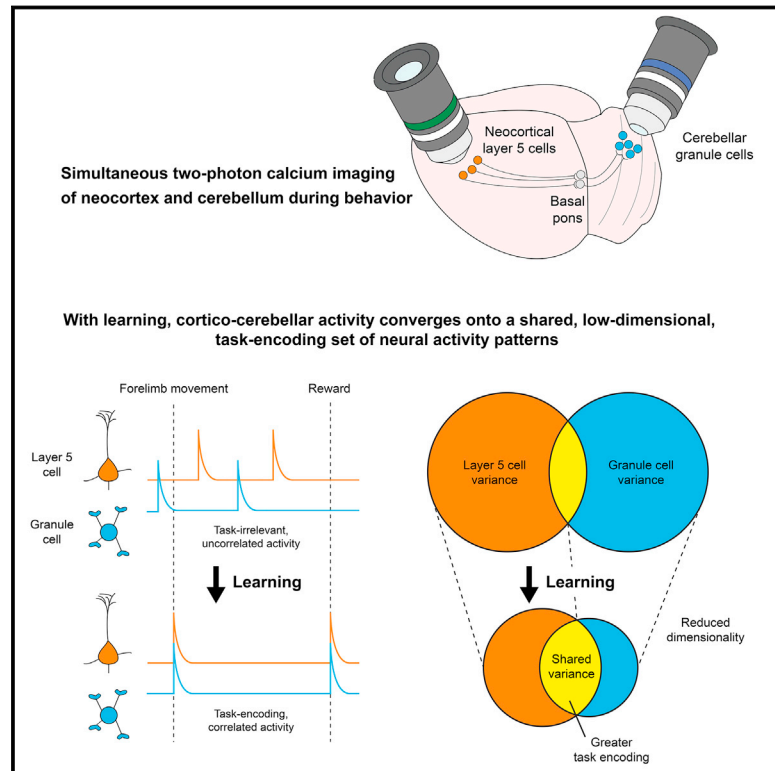 Neocortical
layer 5 cells
Cerebellar
granule cells
Basal
pons
Simultaneous two-photon calcium imaging
of neocortex and cerebellum during behavior
With learning, cortico-cerebellar activity converges onto a shared, low-dimensional,
task-encoding set of neural activity patterns
Forelimb movement
Reward
Layer 5
cell
Granule
cell
Task-irrelevant,
uncorrelated activity
Learning
Task-encoding,
correlated activity
Layer 5 cell
variance
Granule cell
variance
Learning
Reduced
dimensionality
Shared
variance
Greater
task encoding